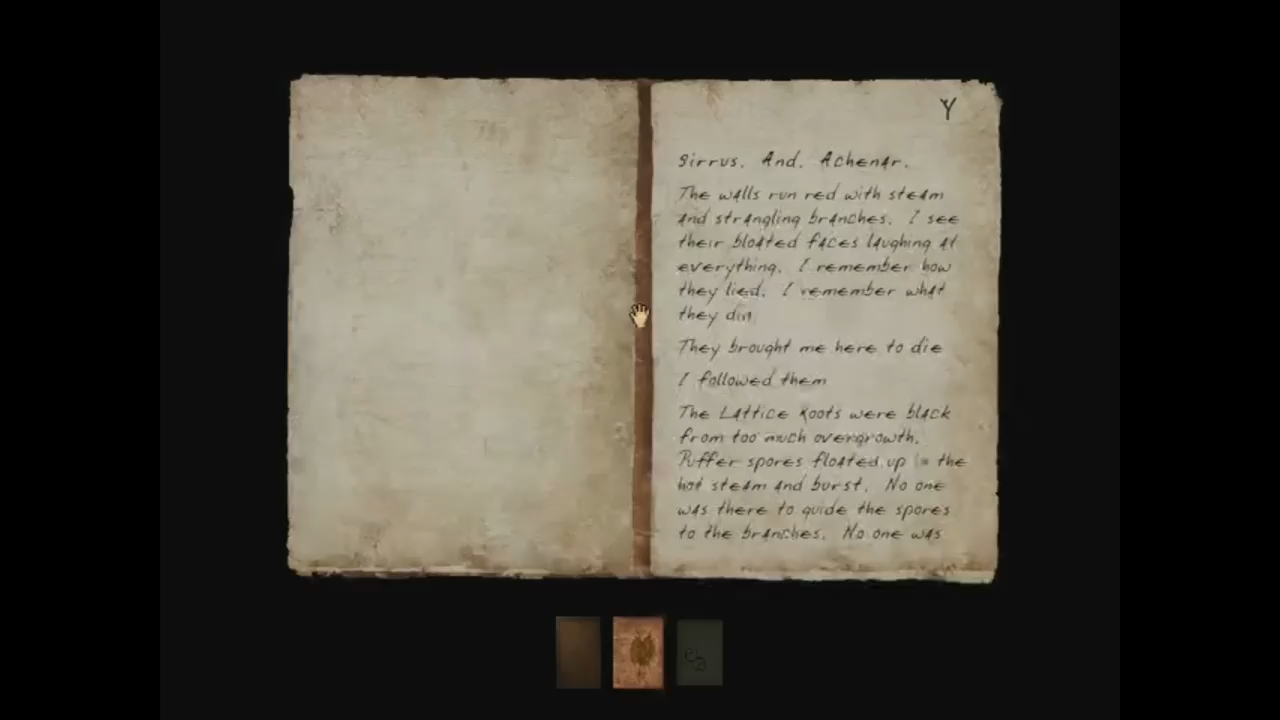 Y
Sirrus. And. Achenar.
The walls run red with steam
and strangling branches. I see
their bloated faces laughing at
everything. I remember how
they lied. I remember what
they did
They brought me here to die
I followed them
The Lattice Roots were black
from too much overgrowth.
Puffer spores floated up in the
hot steam and burst. No one
was there to guide the spores
to the branches. No one was